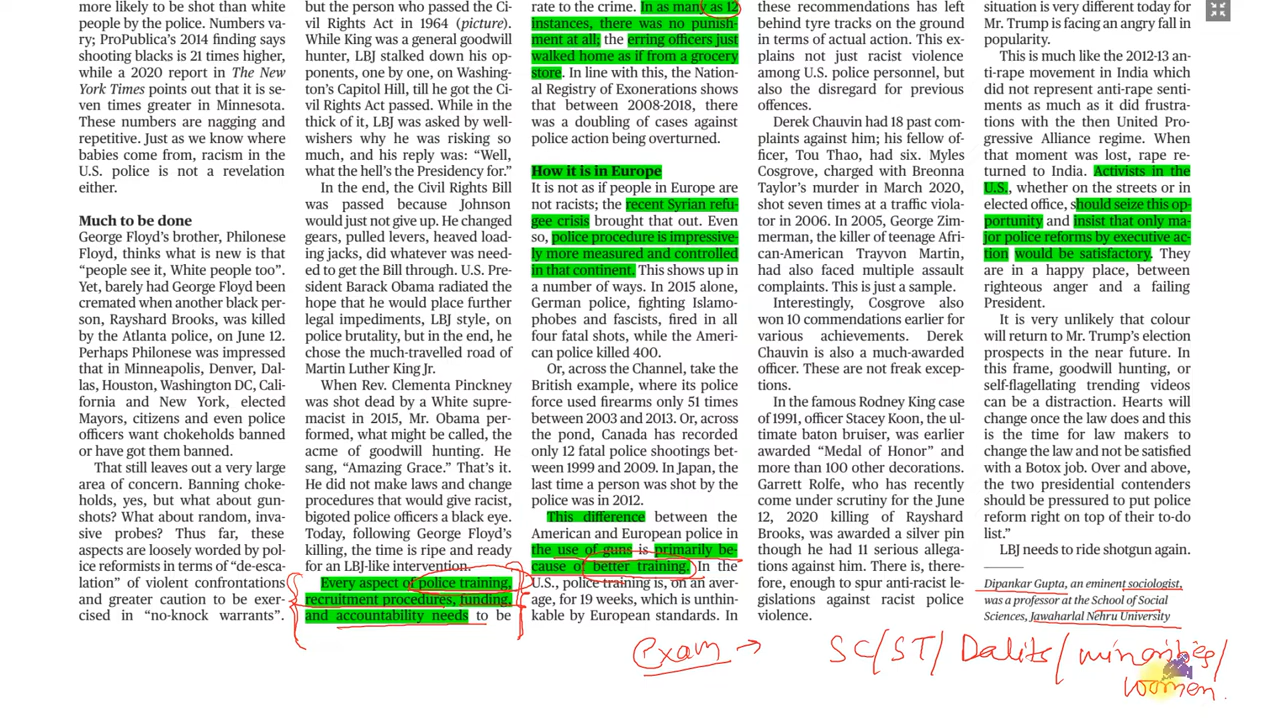 more likely to be shot than white
people by the police. Numbers va-
ry; ProPublica's 2014 finding says
shooting blacks is 21 times higher,
while a 2020 report in The New
York Times points out that it is se-
ven times greater in Minnesota.
These numbers are nagging and
repetitive. Just as we know where
babies come from, racism in the
U.S. police is not a revelation
either.
Much to be done
George Floyd's brother, Philonese
Floyd, thinks what is new is that
“people see it, White people too”.
Yet, barely had George Floyd been
cremated when another black per-
son, Rayshard Brooks, was killed
by the Atlanta police, on June 12.
Perhaps Philonese was impressed
that in Minneapolis, Denver, Dal-
las, Houston, Washington DC, Cali-
fornia and New York, elected
Mayors, citizens and even police
officers want chokeholds banned
or have got them banned.
That still leaves out a very large
area of concern. Banning choke-
holds, yes, but what about gun-
shots? What about random, inva-
sive probes? Thus far, these
aspects are loosely worded by pol-
ice reformists in terms of “de-esca-
lation” of violent confrontations
and greater caution to be exer-
cised in “no-knock warrants”.
but the person who passed the Civ-
il Rights Act in 1964 (picture).
While King was a general goodwill
hunter, LBJ stalked down his op-
ponents, one by one, on Washing-
ton's Capitol Hill, till he got the Ci-
vil Rights Act passed. While in the
thick of it, LBJ was asked by well-
wishers why he was risking so
much, and his reply was: “Well,
what the hell's the Presidency for.”
In the end, the Civil Rights Bill
was passed because Johnson
would just not give up. He changed
gears, pulled levers, heaved load-
ing jacks, did whatever was need-
ed to get the Bill through. U.S. Pre-
sident Barack Obama radiated the
hope that he would place further
legal impediments, LBJ style, on
police brutality, but in the end, he
chose the much-travelled road of
Martin Luther King Jr.
When Rev. Clementa Pinckney
was shot dead by a White supre-
macist in 2015, Mr. Obama per-
formed, what might be called, the
acme of goodwill hunting. He
sang, “Amazing Grace.” That's it.
He did not make laws and change
procedures that would give racist,
bigoted police officers a black eye.
Today, following George Floyd's
killing, the time is ripe and ready
for an LBJ-like intervention.
Every aspect of police training,
recruitment procedures, funding,
and accountability needs to be
rate to the crime. In as many as 12
instances, there was no punish-
ment at all; the erring officers just
walked home as if from a grocery
store. In line with this, the Nation-
al Registry of Exonerations shows
that between 2008-2018, there
was a doubling of cases against
police action being overturned.
How it is in Europe
It is not as if people in Europe are
not racists; the recent Syrian refu-
gee crisis brought that out. Even
so, police procedure is impressive-
ly more measured and controlled
in that continent. This shows up in
a number of ways. In 2015 alone,
German police, fighting Islamo-
phobes and fascists, fired in all
four fatal shots, while the Ameri-
can police killed 400.
Or, across the Channel, take the
British example, where its police
force used firearms only 51 times
between 2003 and 2013. Or, across
the pond, Canada has recorded
only 12 fatal police shootings bet-
ween 1999 and 2009. In Japan, the
last time a person was shot by the
police was in 2012.
This difference between the
American and European police in
the use of guns is primarily be-
cause of better training. In the
U.S., police training is, on an aver-
age, for 19 weeks, which is unthin-
kable by European standards. In
these recommendations has left
behind tyre tracks on the ground
in terms of actual action. This ex-
plains not just racist violence
among U.S. police personnel, but
also the disregard for previous
offences.
Derek Chauvin had 18 past com-
plaints against him; his fellow of-
ficer, Tou Thao, had six. Myles
Cosgrove, charged with Breonna
Taylor's murder in March 2020,
shot seven times at a traffic viola-
tor in 2006. In 2005, George Zim-
merman, the killer of teenage Afri-
can-American Trayvon Martin,
had also faced multiple assault
complaints. This is just a sample.
Interestingly, Cosgrove also
won 10 commendations earlier for
various achievements. Derek
Chauvin is also a much-awarded
officer. These are not freak excep-
tions.
In the famous Rodney King case
of 1991, officer Stacey Koon, the ul-
timate baton bruiser, was earlier
awarded “Medal of Honor” and
more than 100 other decorations.
Garrett Rolfe, who has recently
come under scrutiny for the June
12, 2020 killing of Rayshard
Brooks, was awarded a silver pin
though he had 11 serious allega-
tions against him. There is, there-
fore, enough to spur anti-racist le-
gislations against racist police
violence.
situation is very different today for
Mr. Trump is facing an angry fall in
popularity.
This is much like the 2012-13 an-
ti-rape movement in India which
did not represent anti-rape senti-
ments as much as it did frustra-
tions with the then United Pro-
gressive Alliance regime. When
that moment was lost, rape re-
turned to India. Activists in the
U.S., whether on the streets or in
elected office, should seize this op-
portunity and insist that only ma-
jor police reforms by executive ac-
tion would be satisfactory. They
are in a happy place, between
righteous anger and a failing
President.
It is very unlikely that colour
will return to Mr. Trump's election
prospects in the near future. In
this frame, goodwill hunting, or
self-flagellating trending videos
can be a distraction. Hearts will
change once the law does and this
is the time for law makers to
change the law and not be satisfied
with a Botox job. Over and above,
the two presidential contenders
should be pressured to put police
reform right on top of their to-do
list.”
LBJ needs to ride shotgun again.
Dipankar Gupta, an eminent sociologist,
was a professor at the School of Social
Sciences, Jawaharlal Nehru University
exam → SC/ST/ Dalits/ minorities/
women.